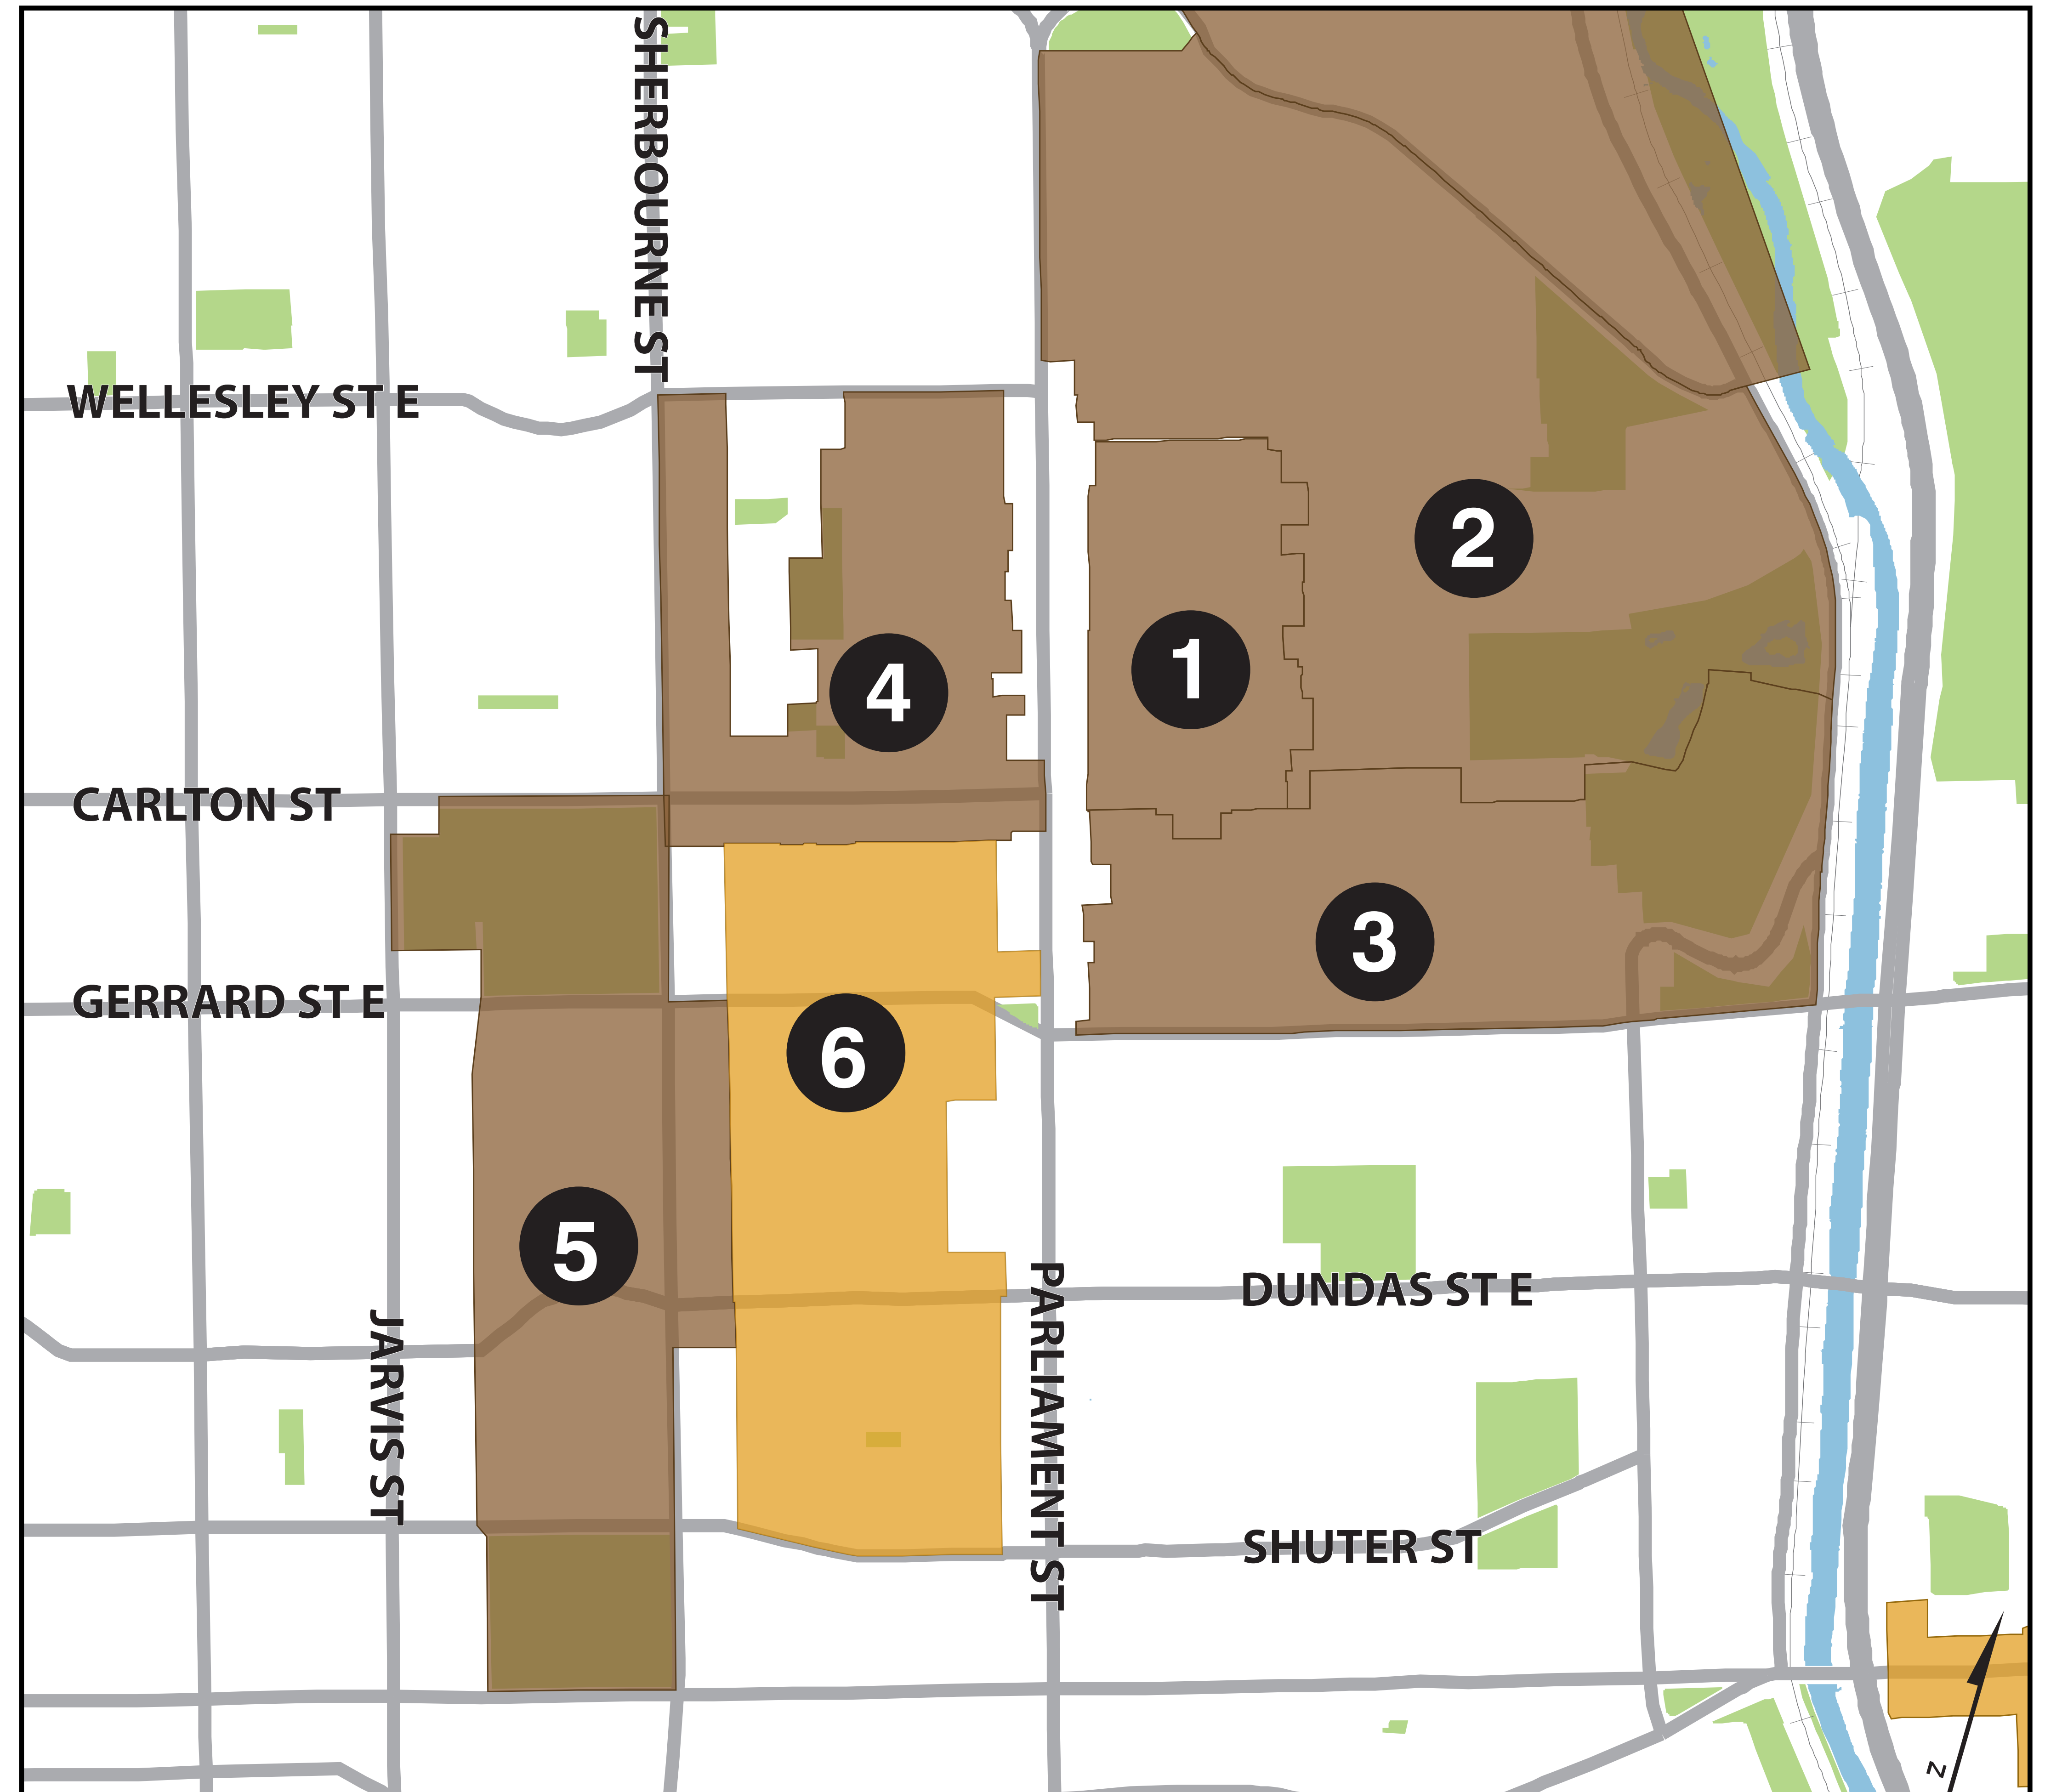 SHERBOURNE ST
WELLESLEY ST E
2
1
4
CARLTON ST
3
GERRARD ST E
6
5
DUNDAS ST E
JARVIS ST
PARLIAMENT ST
SHUTER ST
N